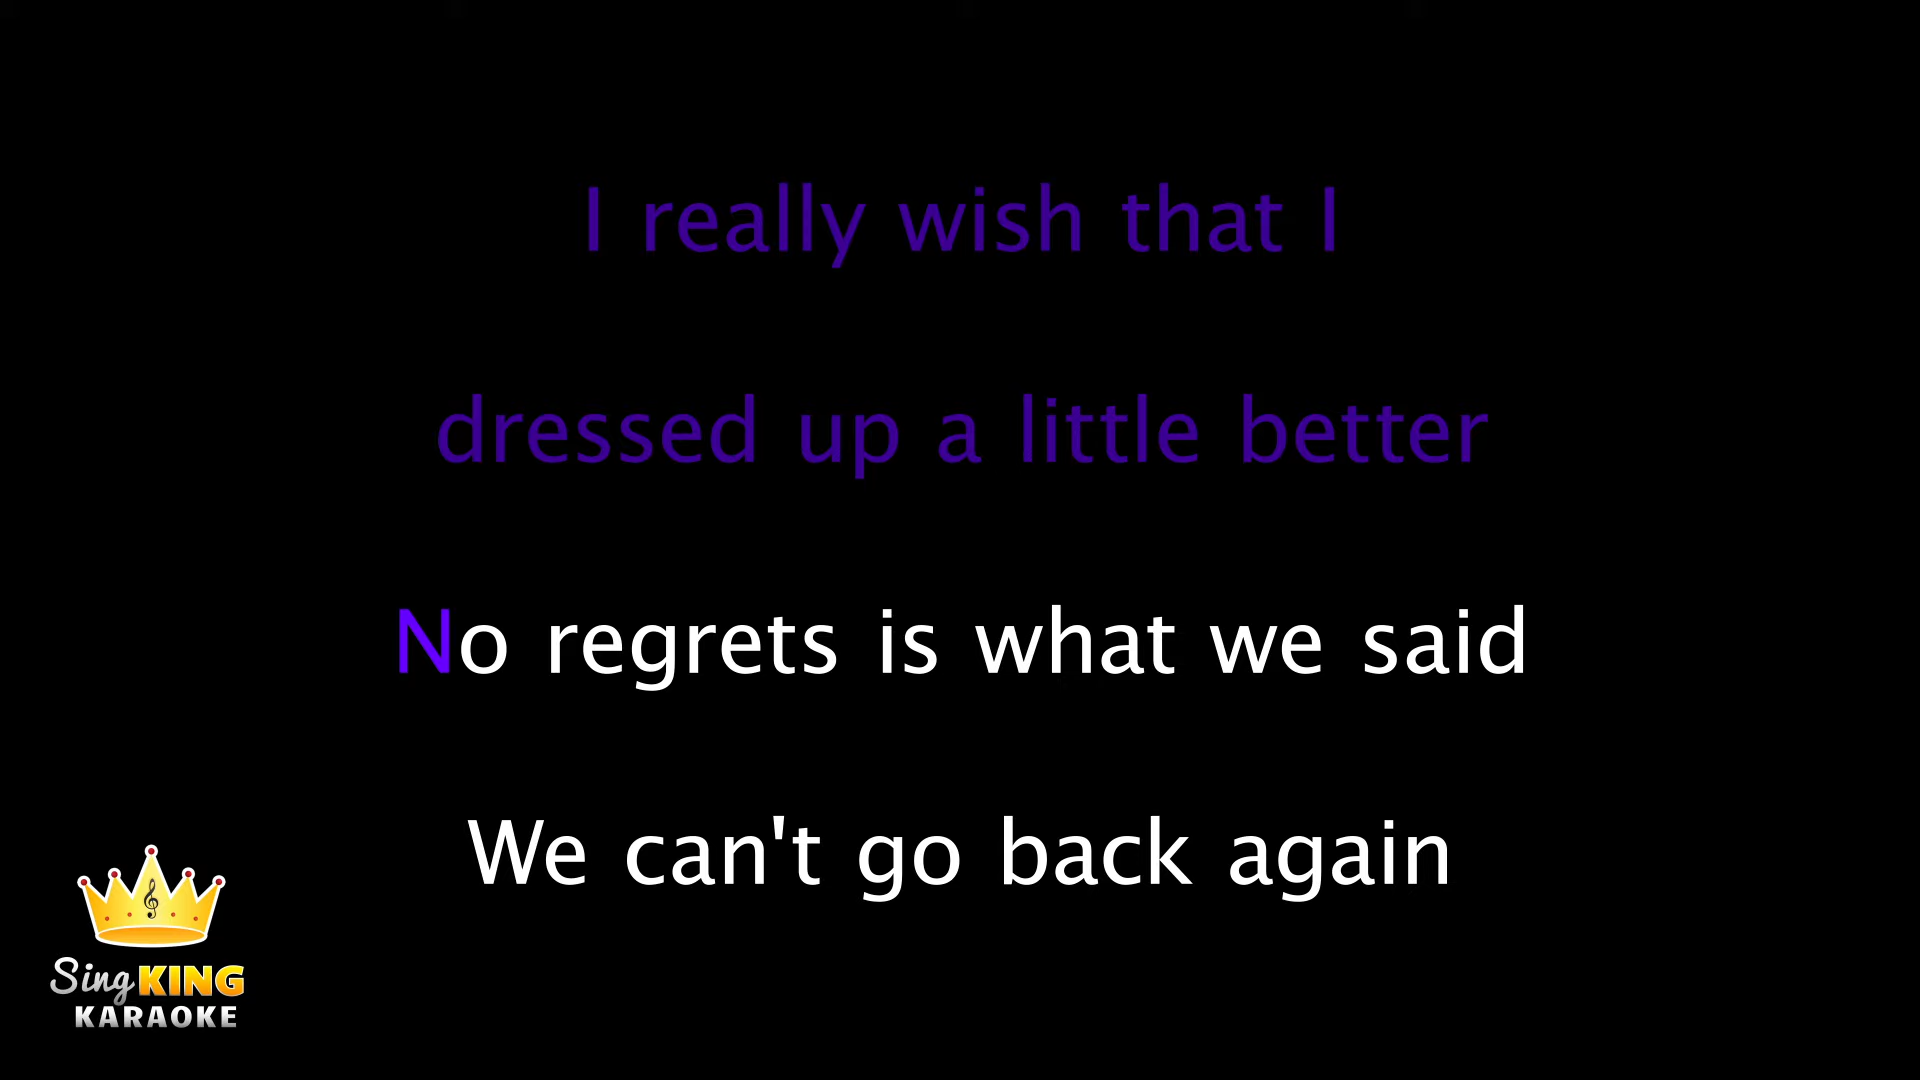 I really wish that I
dressed up a little better
No regrets is what we said
We can't go back again
Sing KING
KARAOKE